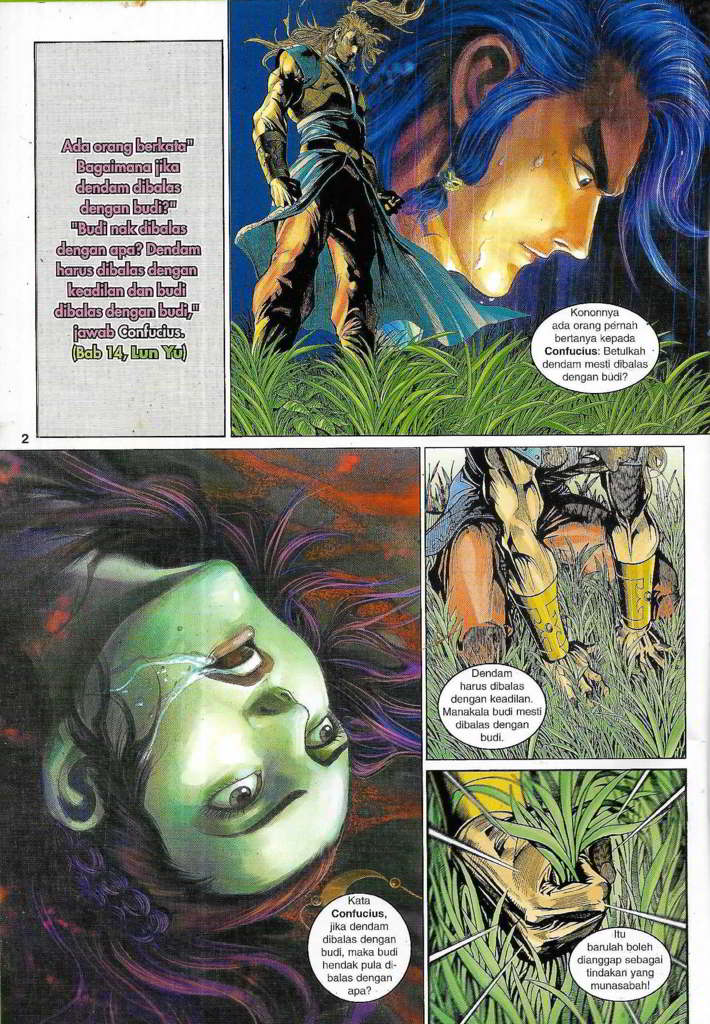 Ada orang berkata"
Bagaimana jika
dendam dibalas
dengan budi?"
"Budi nak dibalas
dengan apa? Dendam
harus dibalas dengan
keadilan dan budi
dibalas dengan budi,"
jawab Confucius.
(Bab 14, Lun Yu)
Kononnya
ada orang pernah
bertanya kepada
Confucius: Betulkah
dendam mesti dibalas
dengan budi?
2
Kata
Confucius,
jika dendam
dibalas dengan
budi, maka budi
hendak pula di-
balas dengan
apa?
Dendam
harus dibalas
dengan keadilan.
Manakala budi mesti
dibalas dengan
budi.
Itu
barulah boleh
dianggap sebagai
tindakan yang
munasabah!